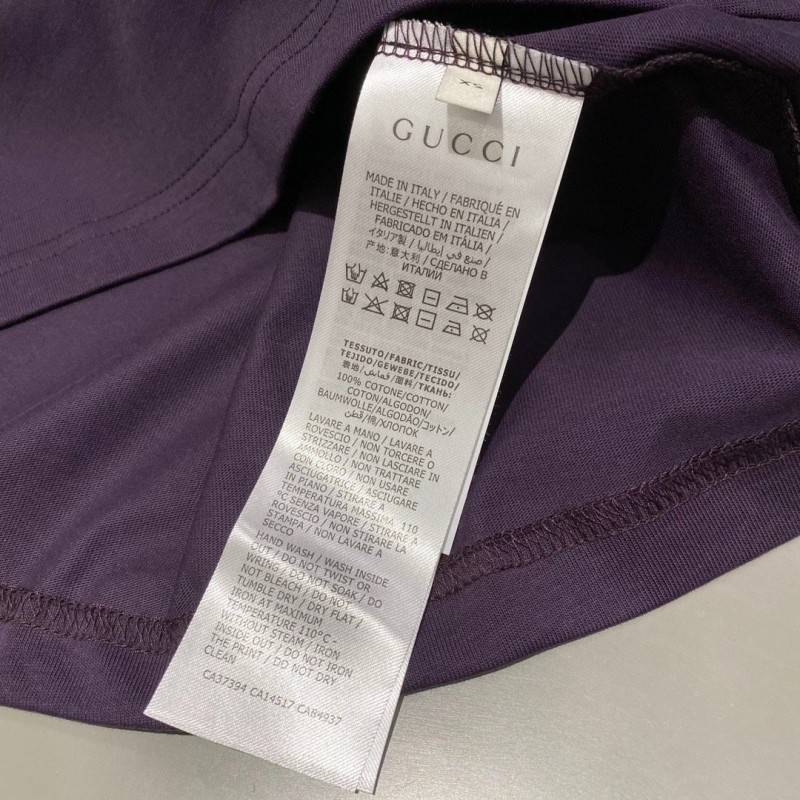 XS
GUCCI
MADE IN ITALY / FABRIQUÉ EN
ITALIE / HECHO EN ITALIA /
HERGESTELLT IN ITALIEN /
FABRICADO EM ITÀLIA /
イタリア製 / صنع في إيطاليا /
产地:意大利 / СДЕЛАНО В
ИТАЛИИ
TESSUTO/FABRIC/TISSU/
TEJIDO/GEWEBE/TECIDO/
表地/قماش/面料/ТКАНЬ:
100% COTONE/COTTON/
COTON/ALGODON/
BAUMWOLLE/ALGODÃO/コットン/
قطن/棉/ХЛОПОК
LAVARE A MANO / LAVARE A
ROVESCIO / NON TORCERE O
STRIZZARE / NON LASCIARE IN
AMMOLLO / NON TRATTARE
CON CLORO / NON USARE
ASCIUGATRICE / ASCIUGARE
IN PIANO / STIRARE A
TEMPERATURA MASSIMA, 110
°C SENZA VAPORE / STIRARE A
ROVESCIO / NON STIRARE LA
STAMPA / NON LAVARE A
SECCO
HAND WASH / WASH INSIDE
OUT / DO NOT TWIST OR
WRING / DO NOT SOAK / DO
NOT BLEACH / DO NOT
TUMBLE DRY / DRY FLAT /
IRON AT MAXIMUM
TEMPERATURE 110°C -
WITHOUT STEAM / IRON
INSIDE OUT / DO NOT IRON
THE PRINT / DO NOT DRY
CLEAN
CA37394 CA14517 CA84937